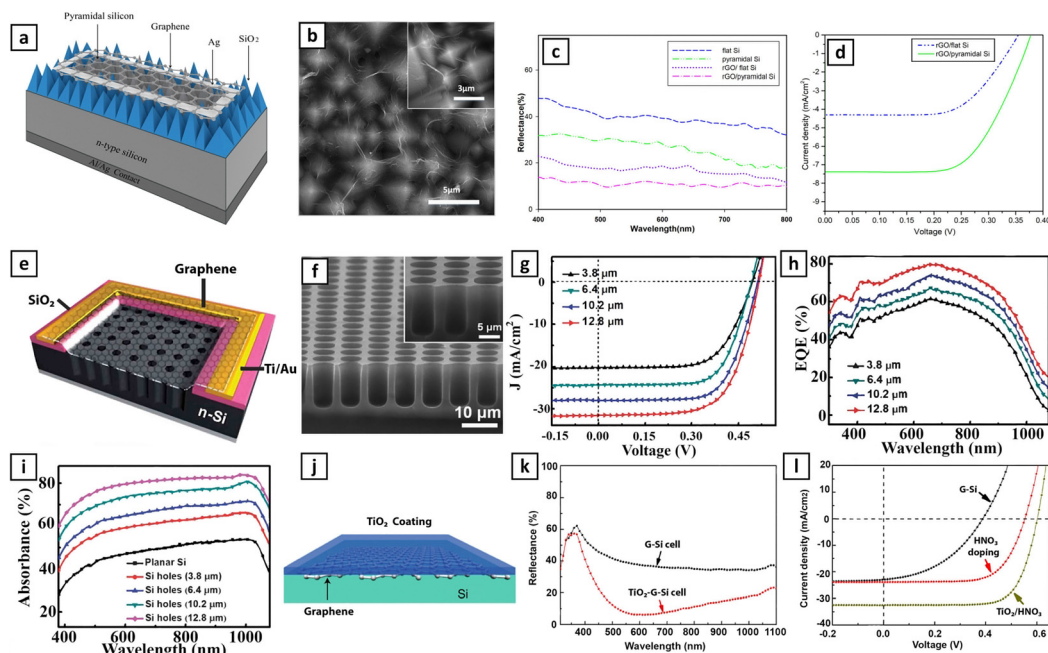 a
Pyramidal silicon
Graphene
Ag
SiO₂
n-type silicon
Al/Ag Contact
b
3µm
5µm
c
flat Si
pyramidal Si
rGO/ flat Si
rGO/pyramidal Si
Reflectance(%)
60
40
20
0
400
500
600
700
800
Wavelength(nm)
d
rGO/flat Si
rGO/pyramidal Si
Current density (mA/cm²)
0
-1
-2
-3
-4
-5
-6
-7
-8
-9
0.00
0.05
0.10
0.15
0.20
0.25
0.30
0.35
0.40
Voltage (V)
e
Graphene
SiO₂
Ti/Au
n-Si
f
5 µm
10 µm
g
3.8 µm
6.4 µm
10.2 µm
12.8 µm
J (mA/cm²)
0
-10
-20
-30
-0.15
0.00
0.15
0.30
0.45
Voltage (V)
h
EQE (%)
80
60
40
20
0
3.8 µm
6.4 µm
10.2 µm
12.8 µm
400
600
800
1000
Wavelength (nm)
i
Absorbance (%)
80
60
40
20
Planar Si
Si holes (3.8 µm)
Si holes (6.4 µm)
Si holes (10.2 µm)
Si holes (12.8 µm)
400
600
800
1000
Wavelength (nm)
j
TiO₂ Coating
Graphene
Si
k
Reflectance (%)
100
80
60
40
20
0
G-Si cell
TiO₂-G-Si cell
400
500
600
700
800
900
1000
1100
Wavelength (nm)
l
Current density (mA/cm2)
20
10
0
-10
-20
-30
-40
G-Si
HNO₃
doping
TiO₂/HNO₃
-0.2
0.0
0.2
0.4
0.6
Voltage (V)